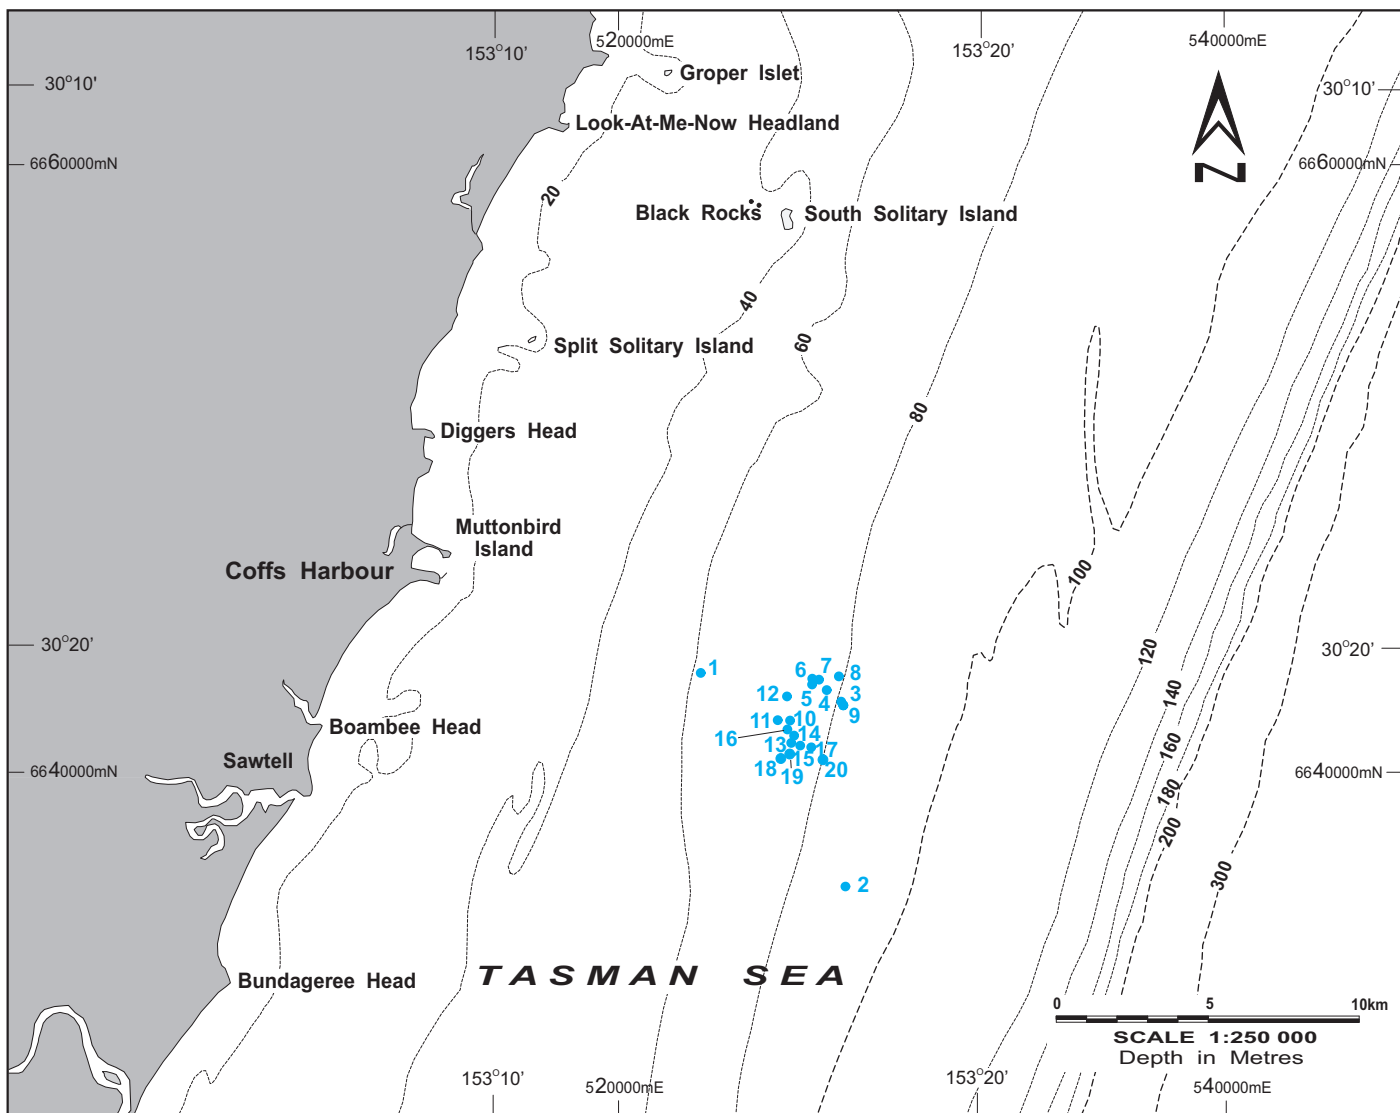 153°10'
520000mE
153°20'
540000mE
30°10'
Groper Islet
30°10'
Look-At-Me-Now Headland
6660000mN
6660000mN
N
20
Black Rocks
South Solitary Island
40
60
Split Solitary Island
80
Diggers Head
Muttonbird
Island
Coffs Harbour
100
30°20'
30°20'
120
1
6
7
8
12
5
4
3
140
9
11
10
Boambee Head
16
14
13
17
160
Sawtell
18
15
20
19
6640000mN
6640000mN
180
200
300
2
TASMAN SEA
Bundageree Head
0 5 10km
SCALE 1:250 000
Depth in Metres
153°10'
520000mE
153°20'
540000mE